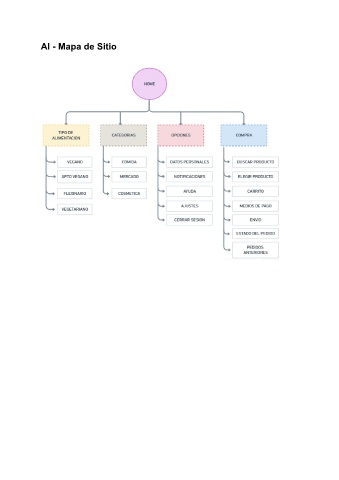 AI - Mapa de Sitio
HOME
TIPO DE
ALIMENTACION
CATEGORIAS
OPCIONES
COMPRA
VEGANO
APTO VEGANO
FLEXINARIO
VEGETARIANO
COMIDA
MERCADO
COSMETICA
DATOS PERSONALES
NOTIFICACIONES
AYUDA
AJUSTES
CERRAR SESION
BUSCAR PRODUCTO
ELEGIR PRODUCTO
CARRITO
MEDIOS DE PAGO
ENVIO
ESTADO DEL PEDIDO
PEDIDOS
ANTERIORES